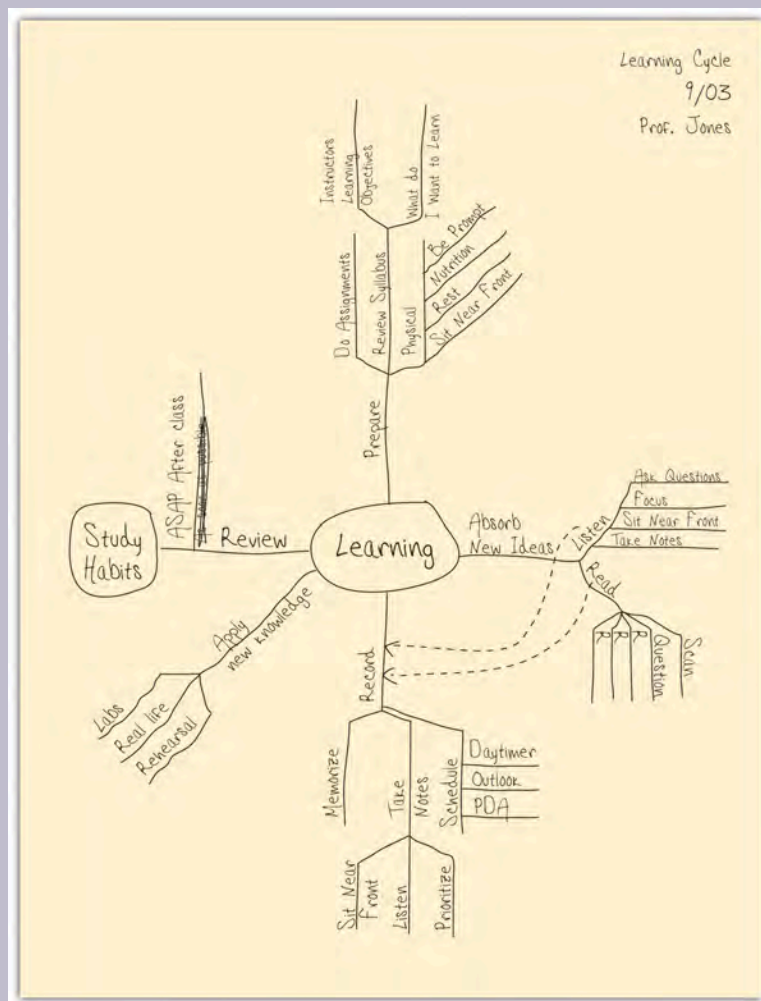 Learning Cycle
9/03
Prof. Jones
Instructors
Learning
Objectives
What do
I Want to Learn
Do Assignments
Review Syllabus
Physical
Be Prompt
Nutrition
Rest
Sit Near Front
Prepare
ASAP After class
Study
Habits
Review
Learning
Absorb
New Ideas
Listen
Ask Questions
Focus
Sit Near Front
Take Notes
Read
Scan
Question
R
R
R
Apply
new knowledge
Labs
Real life
Rehearsal
Record
Memorize
Take
Notes
Schedule
Daytimer
Outlook
PDA
Sit Near
Front
Listen
Prioritize